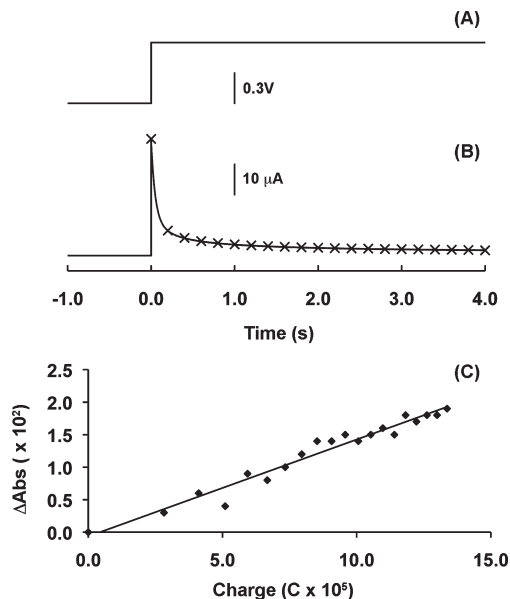 (A)
0.3V
(B)
10 μA
-1.0 0.0 1.0 2.0 3.0 4.0
Time (s)
(C)
2.5
2.0
1.5
1.0
0.5
0.0
ΔAbs ( x 10²)
0.0 5.0 10.0 15.0
Charge (C x 10⁵)